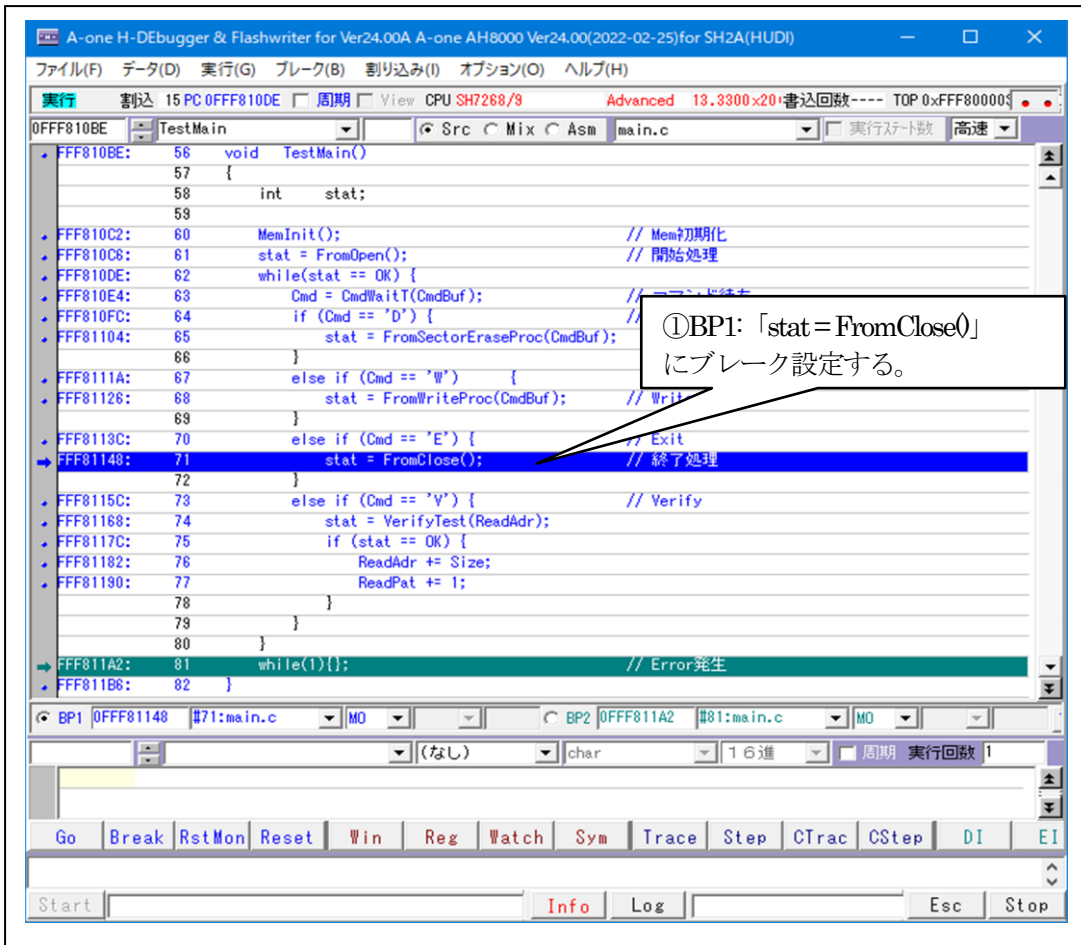 A-one H-DEbugger & Flashwriter for Ver24.00A A-one AH8000 Ver24.00(2022-02-25)for SH2A(HUDI)
ファイル(F) データ(D) 実行(G) ブレーク(B) 割り込み(I) オプション(O) ヘルプ(H)
実行 割込 15 PC 0FFF810DE 周期 View CPU SH7268/9 Advanced 13.3300×20 書込回数---- TOP 0xFFF80000
0FFF810BE TestMain Src Mix Asm main.c 実行ステート数 高速
FFF810BE: 56 void TestMain()
57 {
58 int stat;
59
FFF810C2: 60 MemInit(); // Mem初期化
FFF810C6: 61 stat = FromOpen(); // 開始処理
FFF810DE: 62 while(stat == OK) {
FFF810E4: 63 Cmd = CmdWaitT(CmdBuf); //
FFF810FC: 64 if (Cmd == 'D') { //
FFF81104: 65 stat = FromSectorEraseProc(CmdBuf);
66 }
FFF8111A: 67 else if (Cmd == 'W') {
FFF81126: 68 stat = FromWriteProc(CmdBuf); // Write
69 }
FFF8113C: 70 else if (Cmd == 'E') { // Exit
FFF81148: 71 stat = FromClose(); // 終了処理
72 }
FFF8115C: 73 else if (Cmd == 'V') { // Verify
FFF81168: 74 stat = VerifyTest(ReadAdr);
FFF8117C: 75 if (stat == OK) {
FFF81182: 76 ReadAdr += Size;
FFF81190: 77 ReadPat += 1;
78 }
79 }
80 }
FFF811A2: 81 while(1){}; // Error発生
FFF811B6: 82 }
①BP1:「stat=FromClose()」
にブレーク設定する。
BP1 0FFF81148 #71:main.c MO BP2 0FFF811A2 #81:main.c MO
(なし) char 16進 周期 実行回数 1
Go Break RstMon Reset Win Reg Watch Sym Trace Step CTrac CStep DI EI
Start Info Log Esc Stop